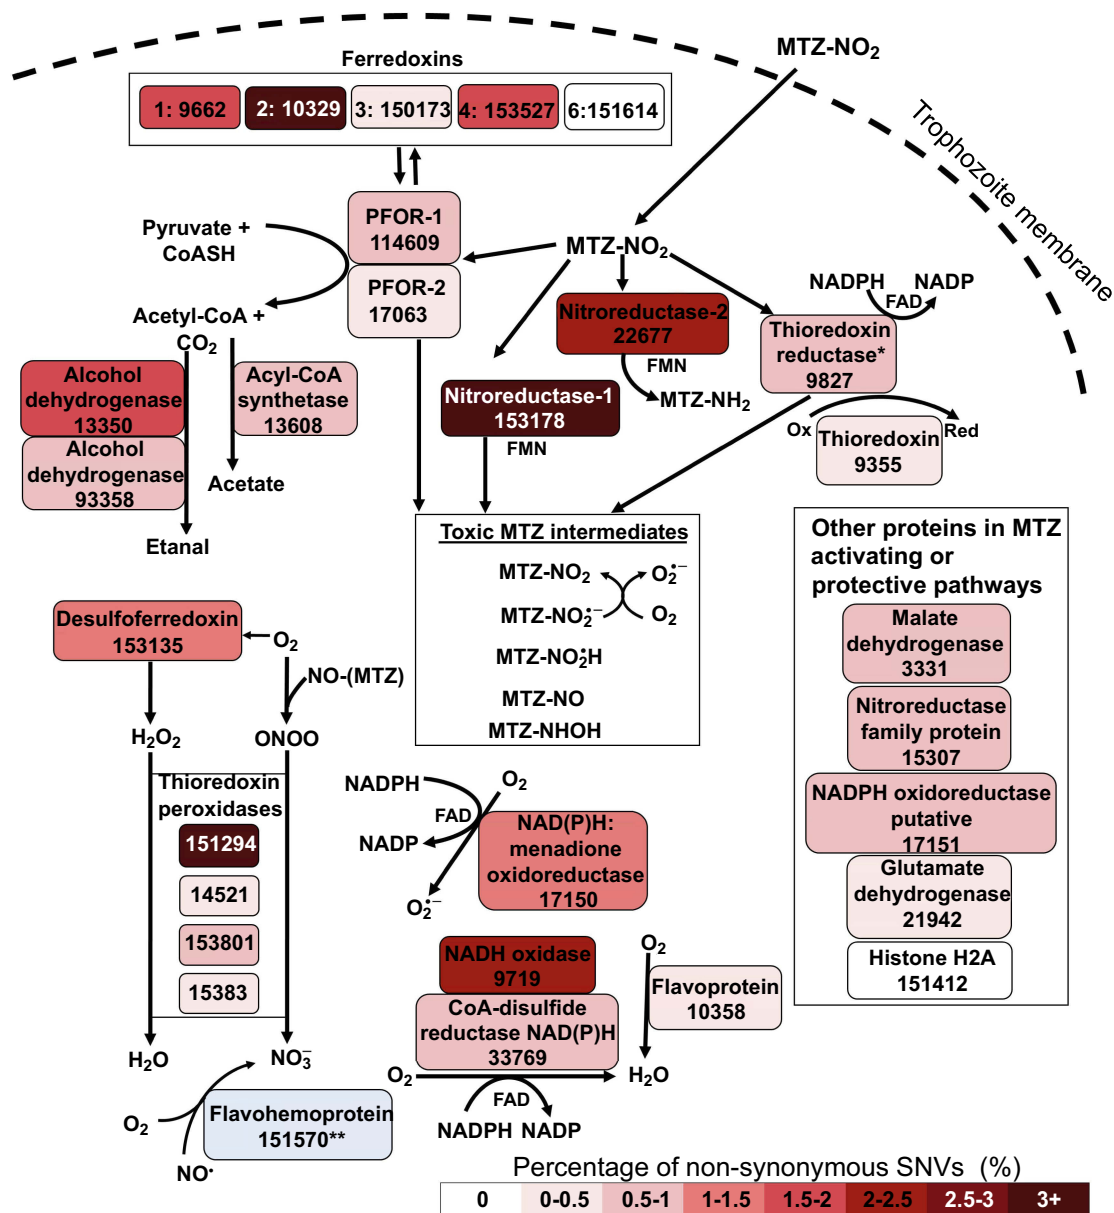 MTZ-NO₂
Trophozoite membrane
Ferredoxins
1: 9662
2: 10329
3: 150173
4: 153527
6:151614
PFOR-1
114609
PFOR-2
17063
Pyruvate +
CoASH
Acetyl-CoA +
CO₂
Alcohol
dehydrogenase
13350
Alcohol
dehydrogenase
93358
Acyl-CoA
synthetase
13608
Acetate
Etanal
MTZ-NO₂
Nitroreductase-2
22677
FMN
MTZ-NH₂
Nitroreductase-1
153178
FMN
NADPH
NADP
FAD
Thioredoxin
reductase*
9827
Ox
Red
Thioredoxin
9355
Toxic MTZ intermediates
MTZ-NO₂
O₂•⁻
MTZ-NO₂•⁻
O₂
MTZ-NO₂•H
MTZ-NO
MTZ-NHOH
Other proteins in MTZ
activating or
protective pathways
Malate
dehydrogenase
3331
Nitroreductase
family protein
15307
NADPH oxidoreductase
putative
17151
Glutamate
dehydrogenase
21942
Histone H2A
151412
Desulfoferredoxin
153135
O₂
NO-(MTZ)
H₂O₂
ONOO
Thioredoxin
peroxidases
151294
14521
153801
15383
H₂O
NO₃⁻
O₂
NO•
Flavohemoprotein
151570**
NADPH
O₂
FAD
NADP
O₂•⁻
NAD(P)H:
menadione
oxidoreductase
17150
NADH oxidase
9719
CoA-disulfide
reductase NAD(P)H
33769
O₂
H₂O
FAD
NADPH NADP
O₂
Flavoprotein
10358
Percentage of non-synonymous SNVs (%)
0 0-0.5 0.5-1 1-1.5 1.5-2 2-2.5 2.5-3 3+